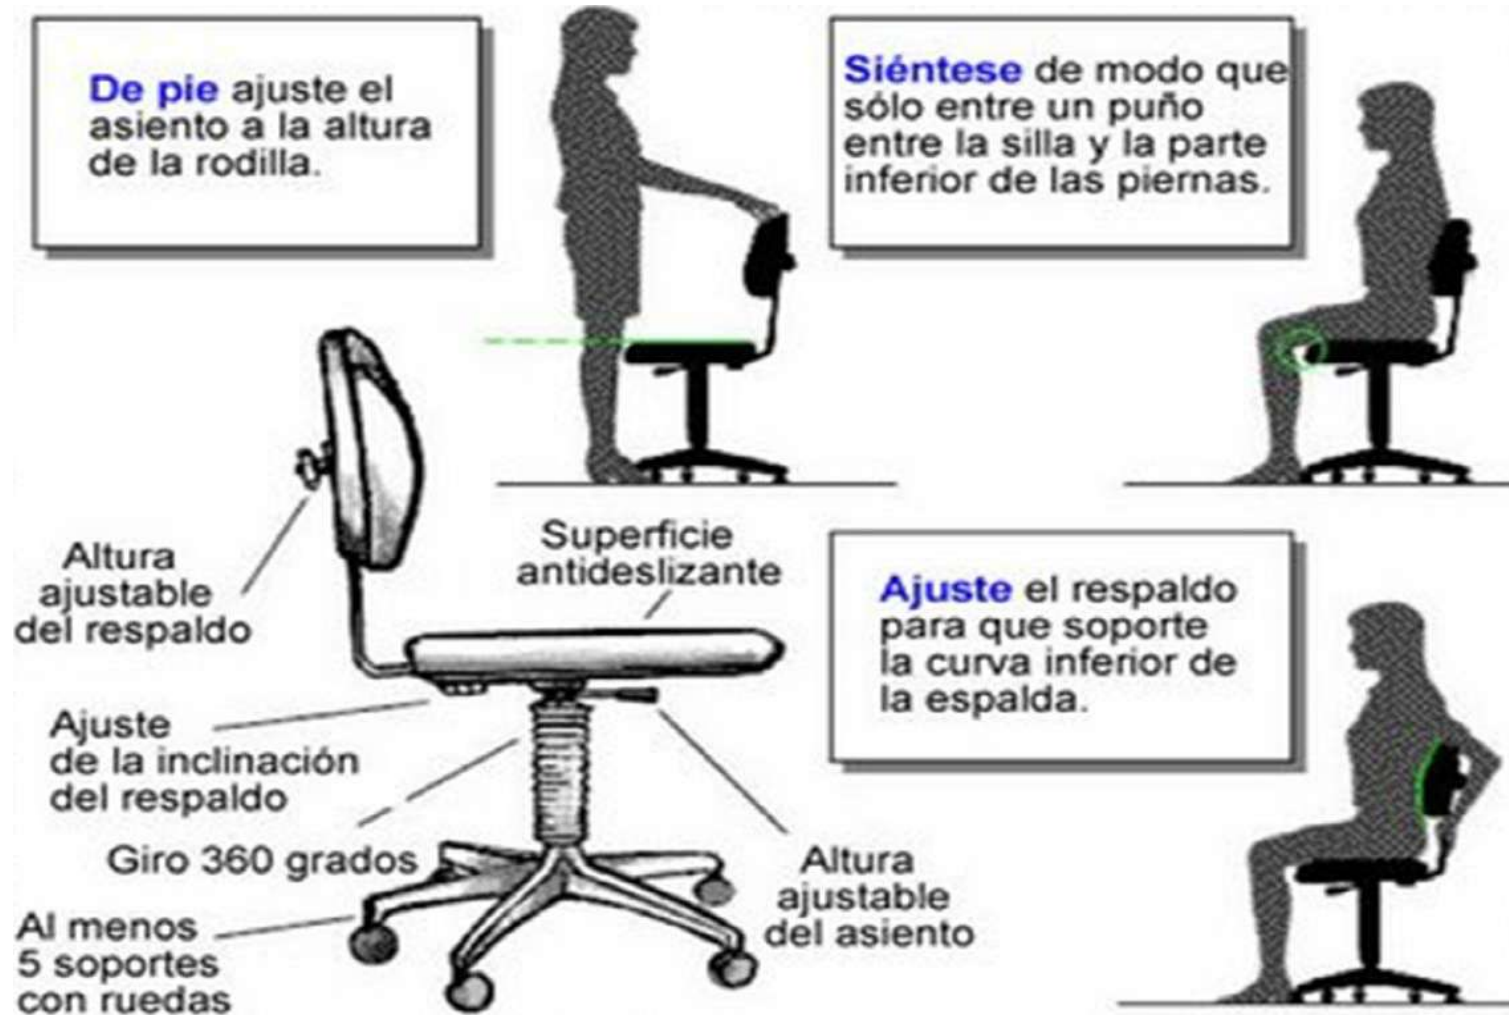 De pie ajuste el
asiento a la altura
de la rodilla.
Siéntese de modo que
sólo entre un puño
entre la silla y la parte
inferior de las piernas.
Altura
ajustable
del respaldo
Superficie
antideslizante
Ajuste el respaldo
para que soporte
la curva inferior de
la espalda.
Ajuste
de la inclinación
del respaldo
Giro 360 grados
Altura
ajustable
del asiento
Al menos
5 soportes
con ruedas